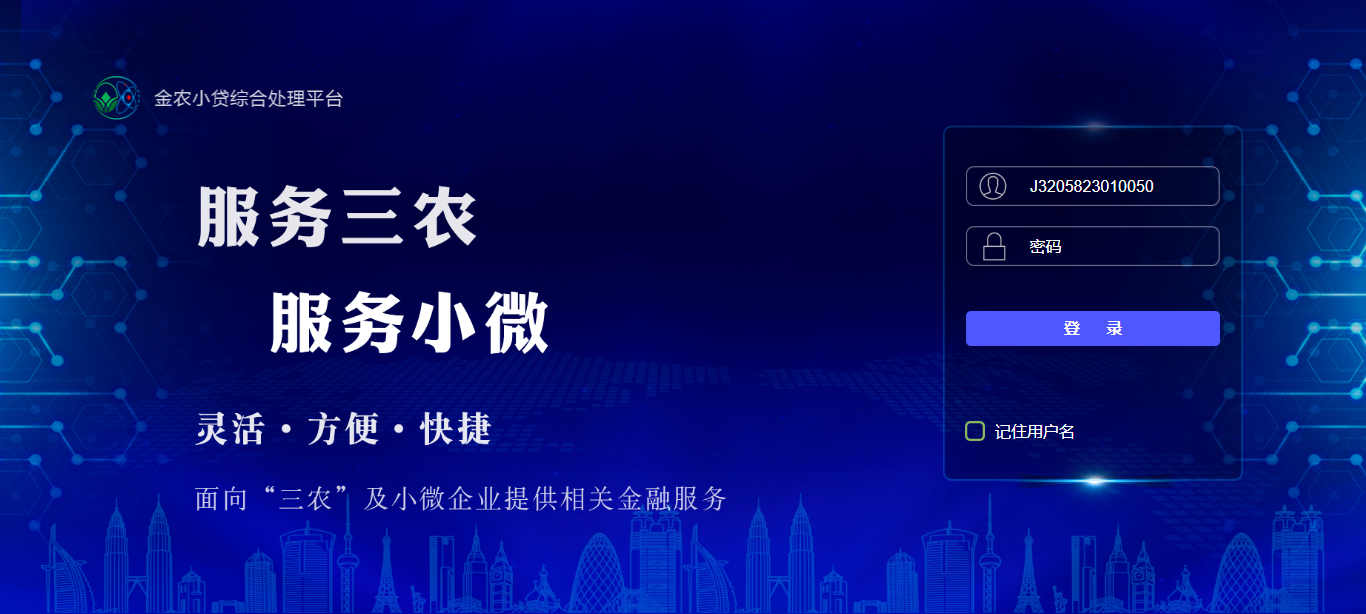 金农小贷综合处理平台
服务三农
服务小微
灵活·方便·快捷
面向“三农”及小微企业提供相关金融服务
J3205823010050
密码
登 录
记住用户名